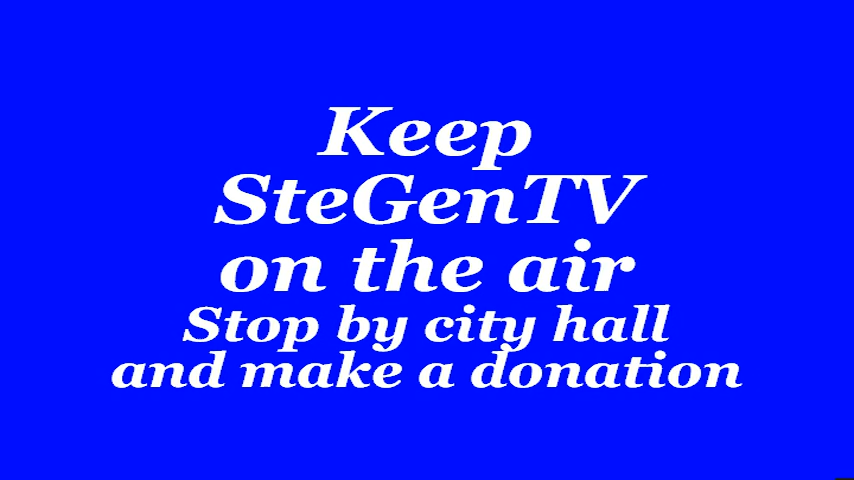 Keep
SteGenTV
on the air
Stop by city hall
and make a donation